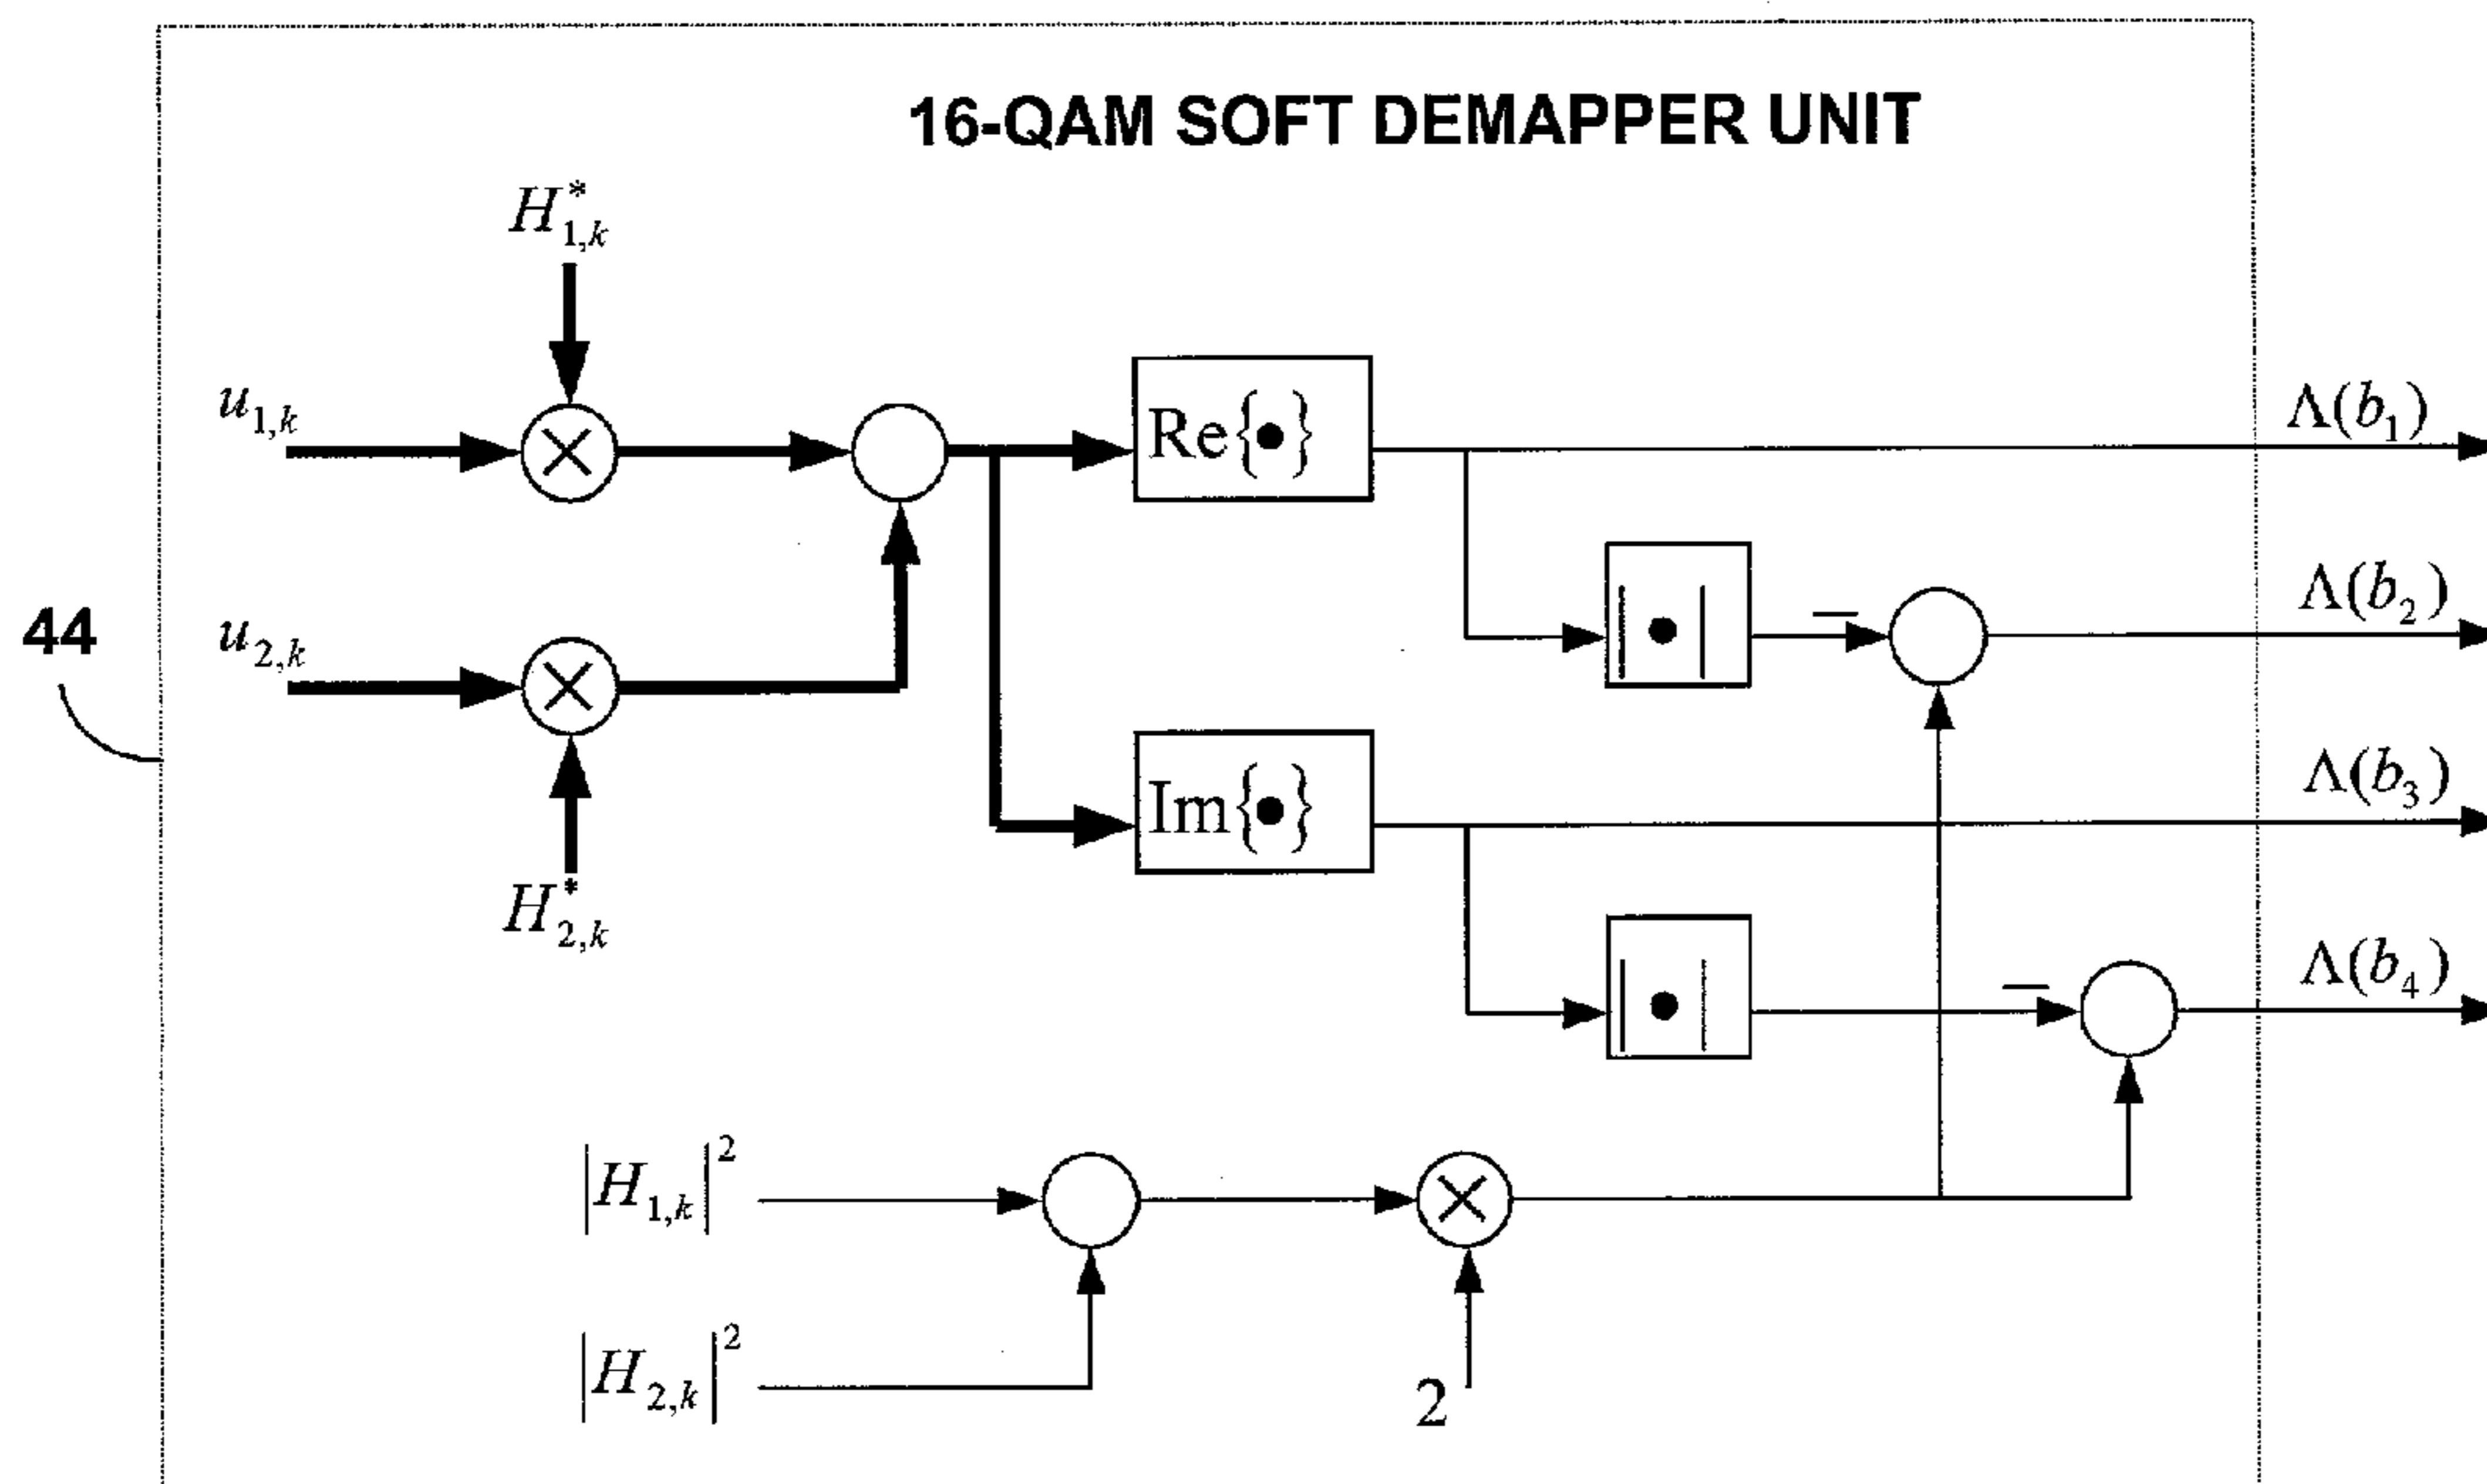 16-QAM SOFT DEMAPPER UNIT
H*1,k
u1,k
Re{•}
Λ(b1)
|•|
–
Λ(b2)
44
u2,k
Im{•}
Λ(b3)
H*2,k
|•|
–
Λ(b4)
|H1,k|²
|H2,k|²
2